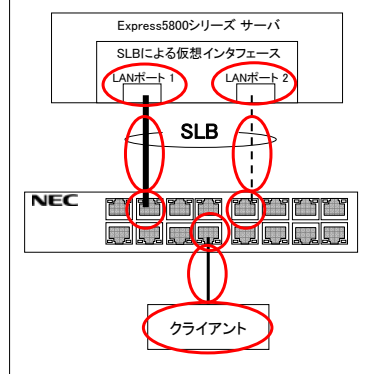 Express5800シリーズ サーバ
SLBによる仮想インタフェース
LANポート 1
LANポート 2
SLB
NEC
クライアント